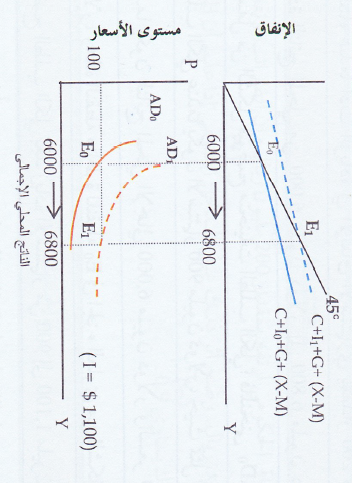 الإنفاق
45°
C+I₁+G+ (X-M)
C+I₀+G+ (X-M)
E₀
E₁
6000
6800
Y
مستوى الأسعار
P
100
AD₀
AD₁
E₀
E₁
6000
6800
Y
( I = $ 1,100)
الناتج المحلي الإجمالي